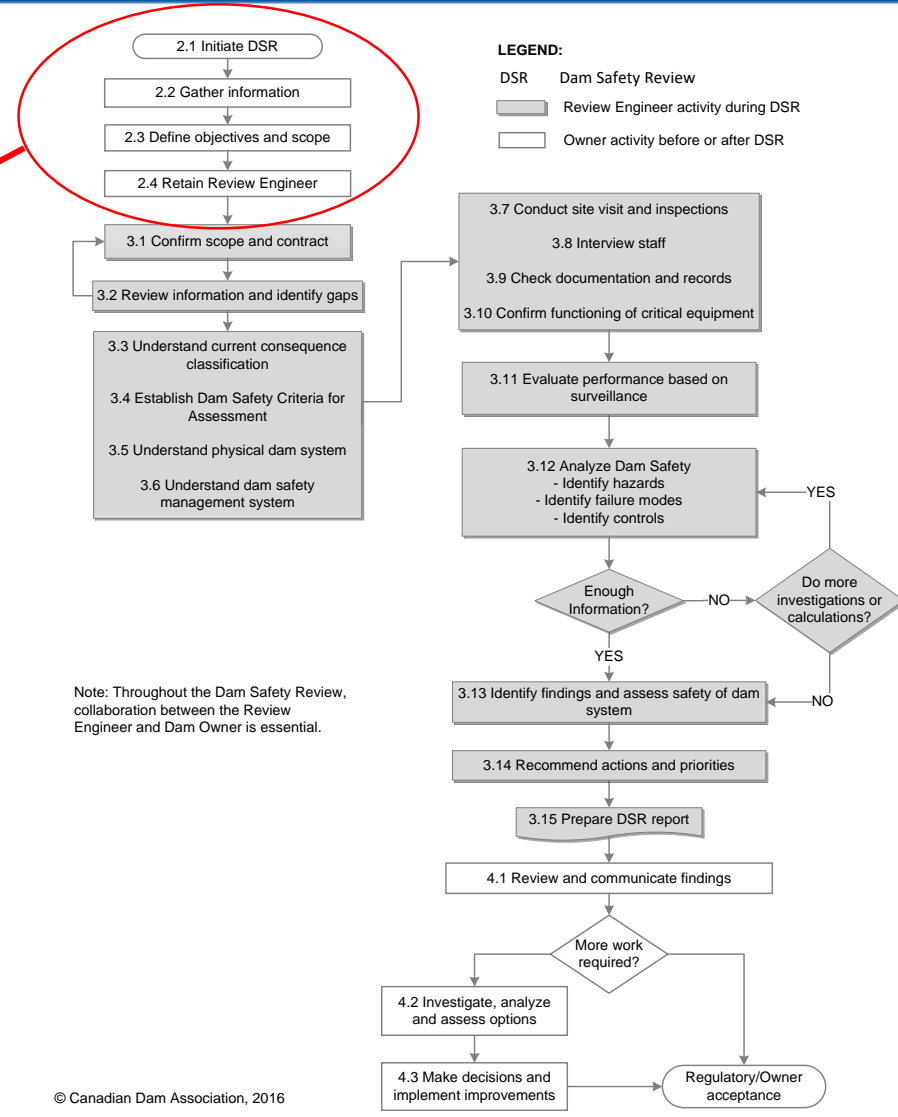 2.1 Initiate DSR
2.2 Gather information
2.3 Define objectives and scope
2.4 Retain Review Engineer
3.1 Confirm scope and contract
3.2 Review information and identify gaps
3.3 Understand current consequence
classification
3.4 Establish Dam Safety Criteria for
Assessment
3.5 Understand physical dam system
3.6 Understand dam safety
management system
LEGEND:
DSR Dam Safety Review
Review Engineer activity during DSR
Owner activity before or after DSR
3.7 Conduct site visit and inspections
3.8 Interview staff
3.9 Check documentation and records
3.10 Confirm functioning of critical equipment
3.11 Evaluate performance based on
surveillance
3.12 Analyze Dam Safety
- Identify hazards
- Identify failure modes
- Identify controls
YES
Enough
Information?
NO
Do more
investigations or
calculations?
YES
NO
3.13 Identify findings and assess safety of dam
system
3.14 Recommend actions and priorities
3.15 Prepare DSR report
4.1 Review and communicate findings
More work
required?
4.2 Investigate, analyze
and assess options
4.3 Make decisions and
implement improvements
Regulatory/Owner
acceptance
Note: Throughout the Dam Safety Review,
collaboration between the Review
Engineer and Dam Owner is essential.
© Canadian Dam Association, 2016